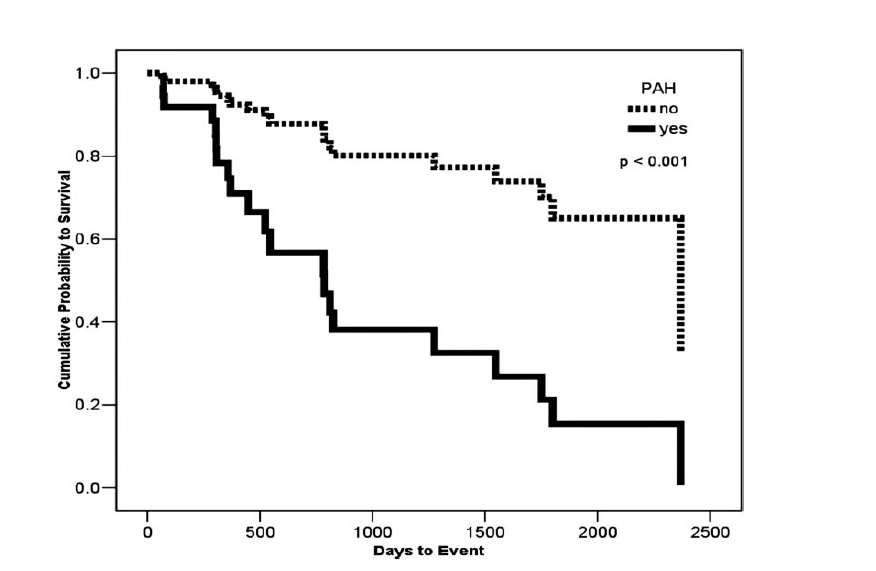 PAH
no
yes
p < 0.001
Cumulative Probability to Survival
1.0
0.8
0.6
0.4
0.2
0.0
0 500 1000 1500 2000 2500
Days to Event